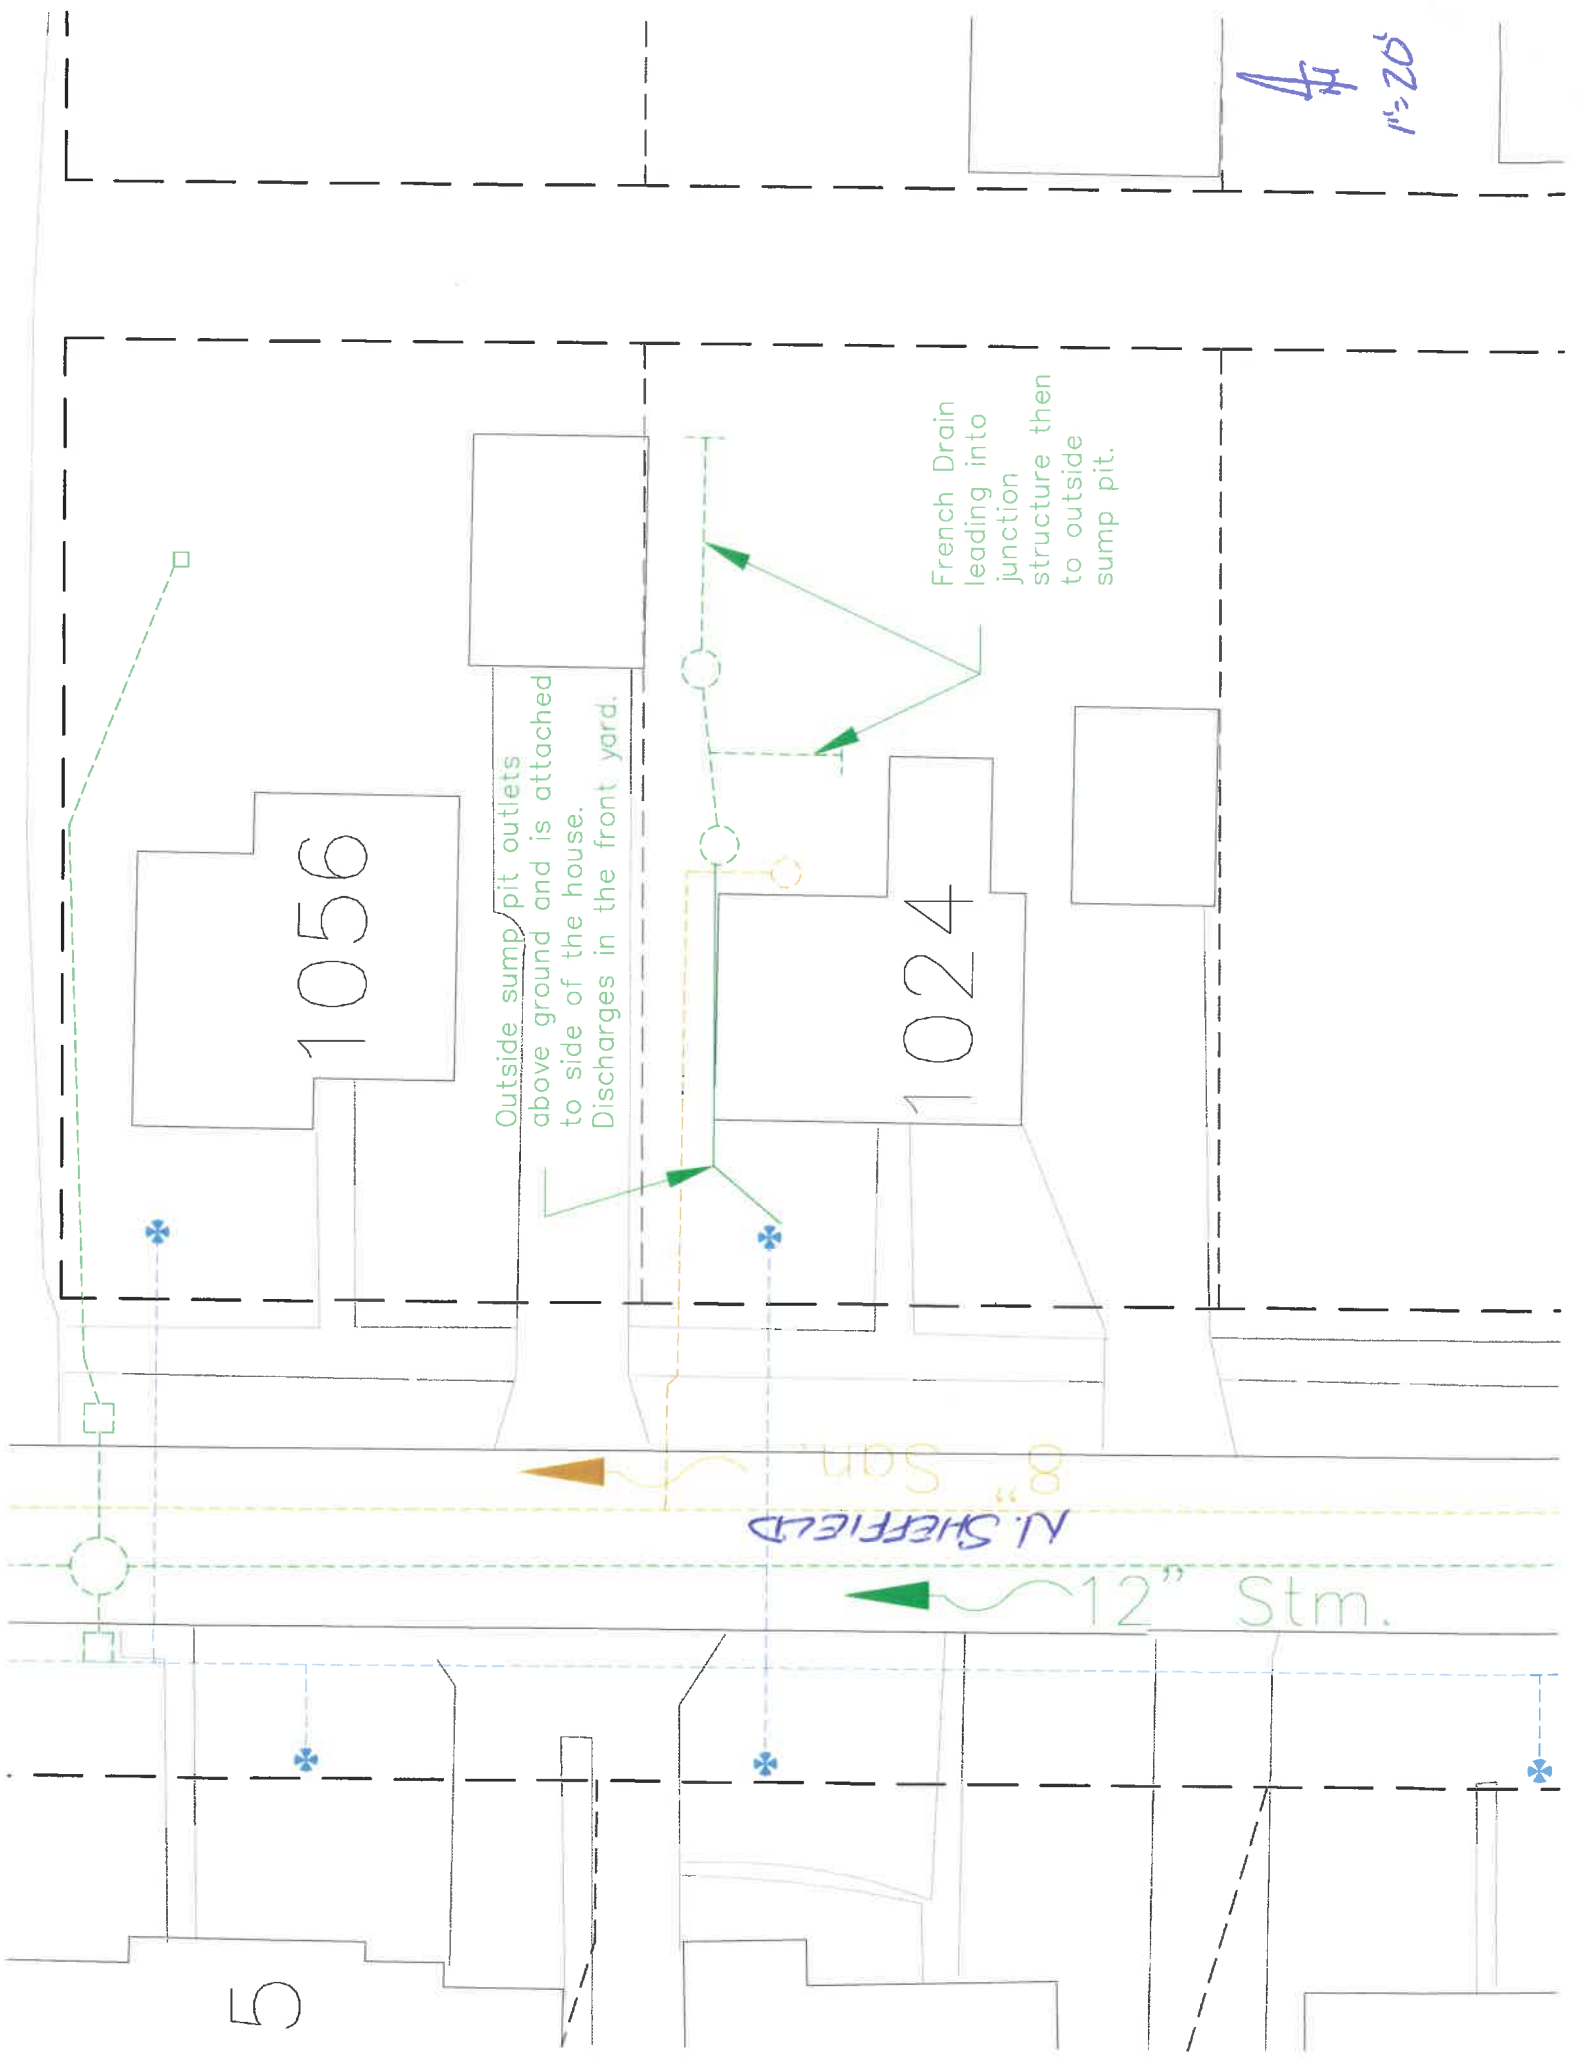 1"=20'
French Drain
leading into
junction
structure then
to outside
sump pit.
Outside sump pit outlets
above ground and is attached
to side of the house.
Discharges in the front yard.
1056
1024
8" San.
N. SHEFFIELD
12" Stm.
5